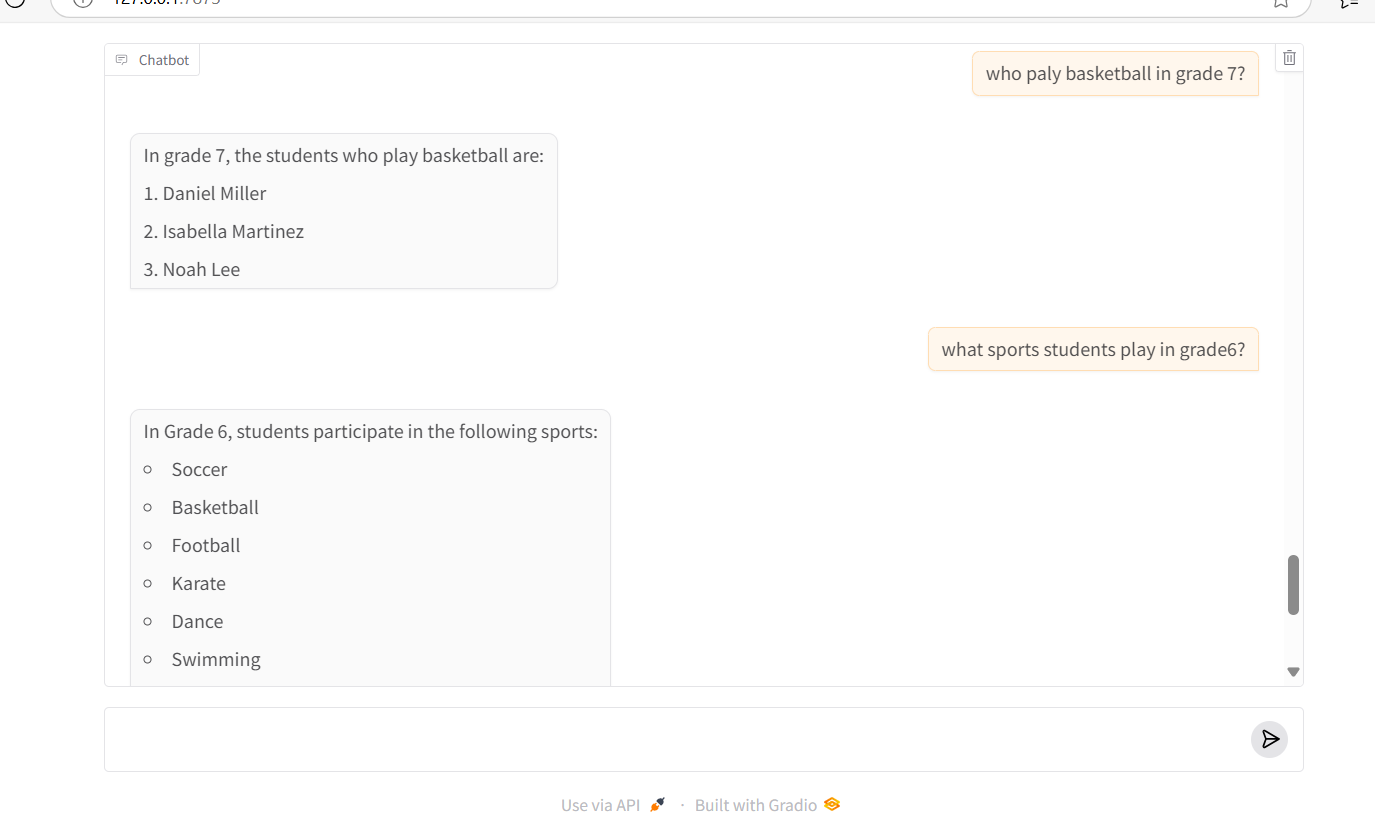 Chatbot
who paly basketball in grade 7?
In grade 7, the students who play basketball are:
1. Daniel Miller
2. Isabella Martinez
3. Noah Lee
what sports students play in grade6?
In Grade 6, students participate in the following sports:
Soccer
Basketball
Football
Karate
Dance
Swimming
Use via API · Built with Gradio